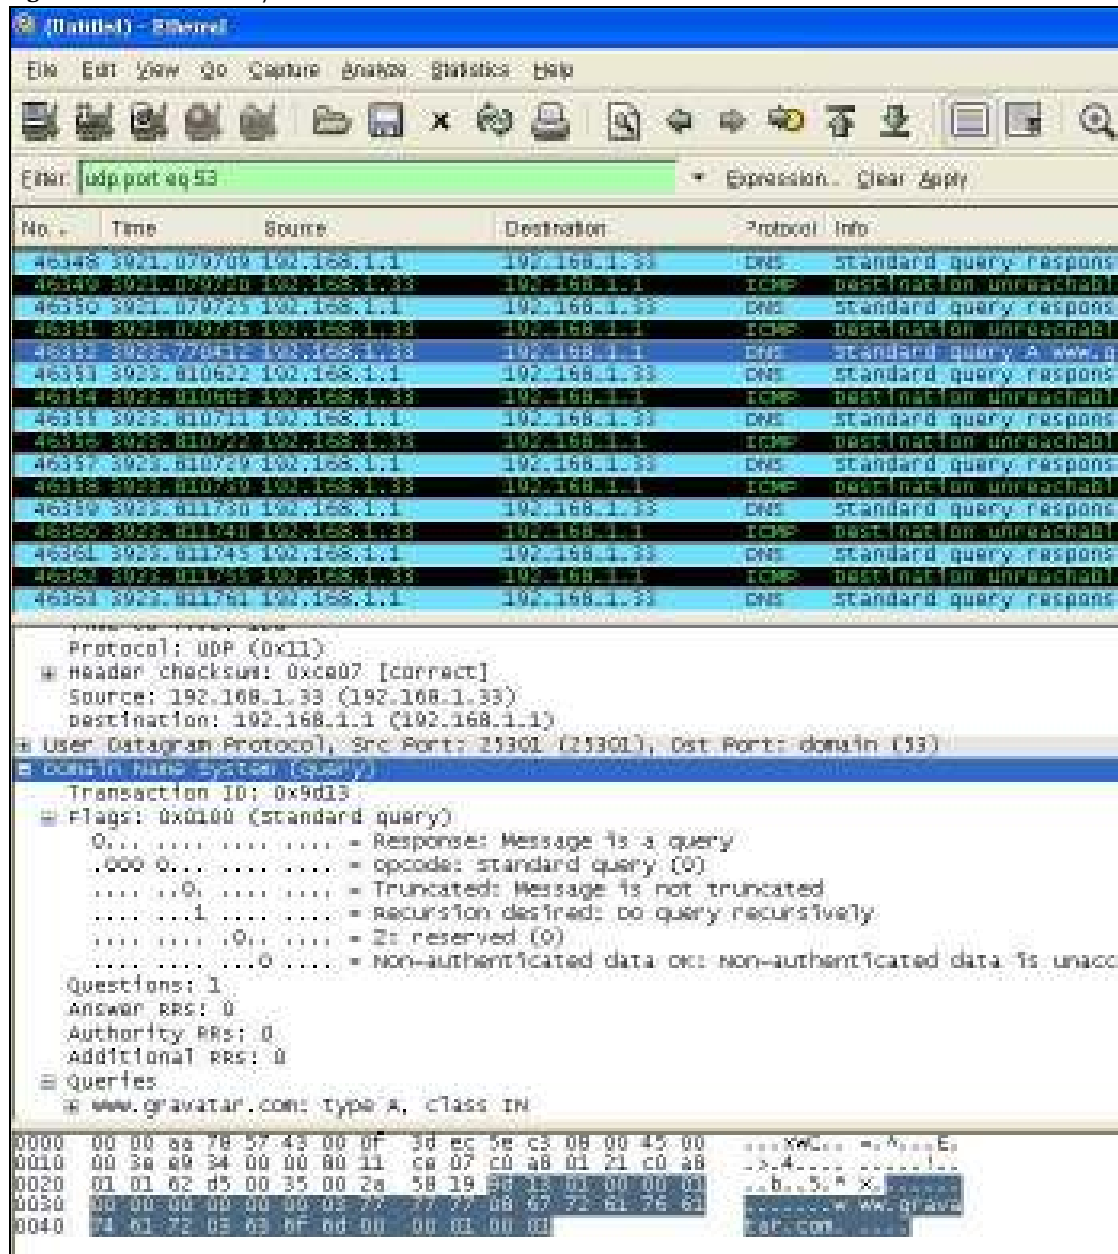 (Untitled) - Ethereal
File Edit View Go Capture Analyze Statistics Help
Filter: udp.port eq 53 Expression... Clear Apply
No. Time Source Destination Protocol Info
46348 3921.079709 192.168.1.1 192.168.1.33 DNS Standard query respons
46349 3921.079720 192.168.1.33 192.168.1.1 ICMP Destination unreachabl
46350 3921.079725 192.168.1.1 192.168.1.33 DNS Standard query respons
46351 3921.079736 192.168.1.33 192.168.1.1 ICMP Destination unreachabl
46352 3923.770412 192.168.1.33 192.168.1.1 DNS Standard query A www.g
46353 3923.810622 192.168.1.1 192.168.1.33 DNS Standard query respons
46354 192.168.1.33 192.168.1.1 ICMP Destination unreachabl
46355 3923.810711 192.168.1.1 192.168.1.33 DNS Standard query respons
46356 3923.810722 192.168.1.33 192.168.1.1 ICMP Destination unreachabl
46357 3923.810729 192.168.1.1 192.168.1.33 DNS Standard query respons
46358 3923.810739 192.168.1.33 192.168.1.1 ICMP Destination unreachabl
46359 3923.811730 192.168.1.1 192.168.1.33 DNS Standard query respons
46360 3923.811740 192.168.1.33 192.168.1.1 ICMP Destination unreachabl
46361 3923.811745 192.168.1.1 192.168.1.33 DNS Standard query respons
46362 3923.811755 192.168.1.33 192.168.1.1 ICMP Destination unreachabl
46363 3923.811761 192.168.1.1 192.168.1.33 DNS Standard query respons
Protocol: UDP (0x11)
Header checksum: 0xce07 [correct]
Source: 192.168.1.33 (192.168.1.33)
Destination: 192.168.1.1 (192.168.1.1)
User Datagram Protocol, Src Port: 25301 (25301), Dst Port: domain (53)
Domain Name System (query)
Transaction ID: 0x9d13
Flags: 0x0100 (Standard query)
0... .... .... .... = Response: Message is a query
.000 0... .... .... = Opcode: Standard query (0)
.... ..0. .... .... = Truncated: Message is not truncated
.... ...1 .... .... = Recursion desired: Do query recursively
.... .... .0.. .... = Z: reserved (0)
.... .... ...0 .... = Non-authenticated data OK: Non-authenticated data is unacc
Questions: 1
Answer RRs: 0
Authority RRs: 0
Additional RRs: 0
Queries
www.gravatar.com: type A, class IN
0000 00 00 aa 78 57 43 00 0f 3d ec 5e c3 08 00 45 00 ...xWC.. =.^...E.
0010 00 3e e9 34 00 00 80 11 ce 07 c0 a8 01 21 c0 a8 .>.4.... .....!..
0020 01 01 62 d5 00 35 00 2a 58 19 9d 13 01 00 00 01 ..b..5.* X.......
0030 00 00 00 00 00 00 03 77 77 77 08 67 72 61 76 61 .......w ww.grava
0040 74 61 72 03 63 6f 6d 00 00 01 00 01 tar.com. ....